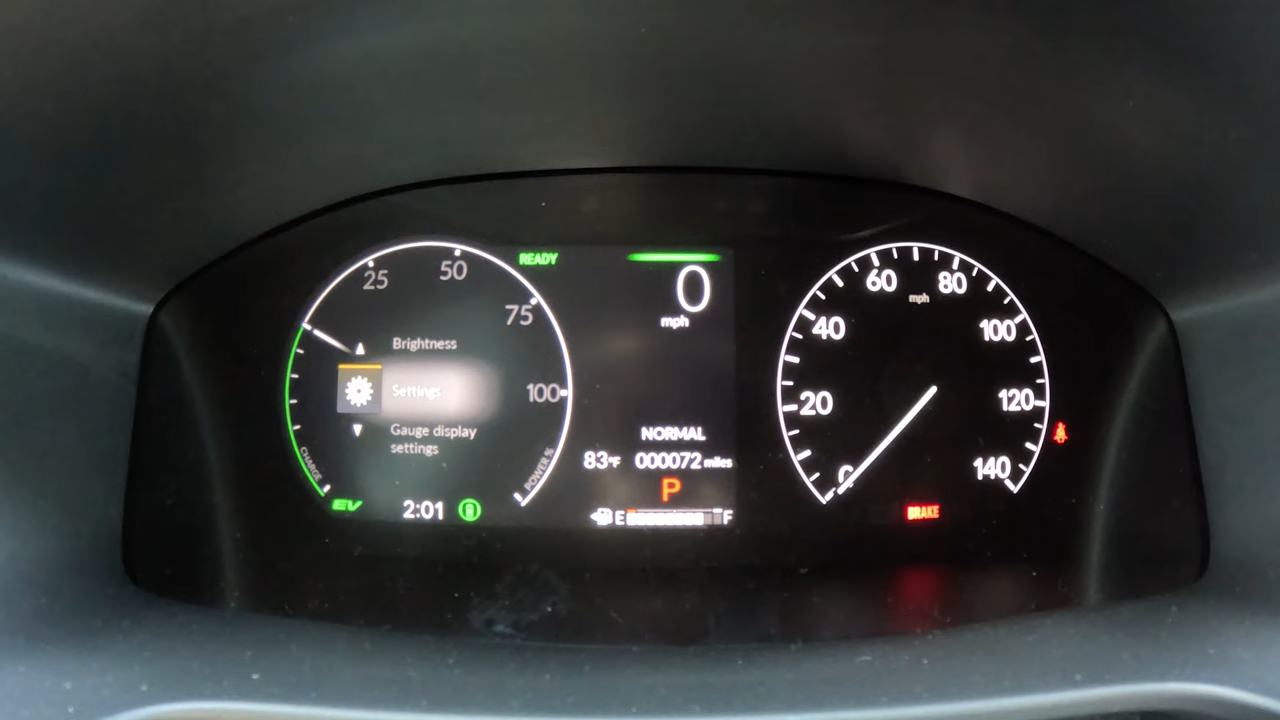 25
50
75
100
CHARGE
POWER %
Brightness
Settings
Gauge display
settings
EV
2:01
READY
0
mph
NORMAL
83°F 000072 miles
P
E F
20
40
60
mph
80
100
120
140
BRAKE